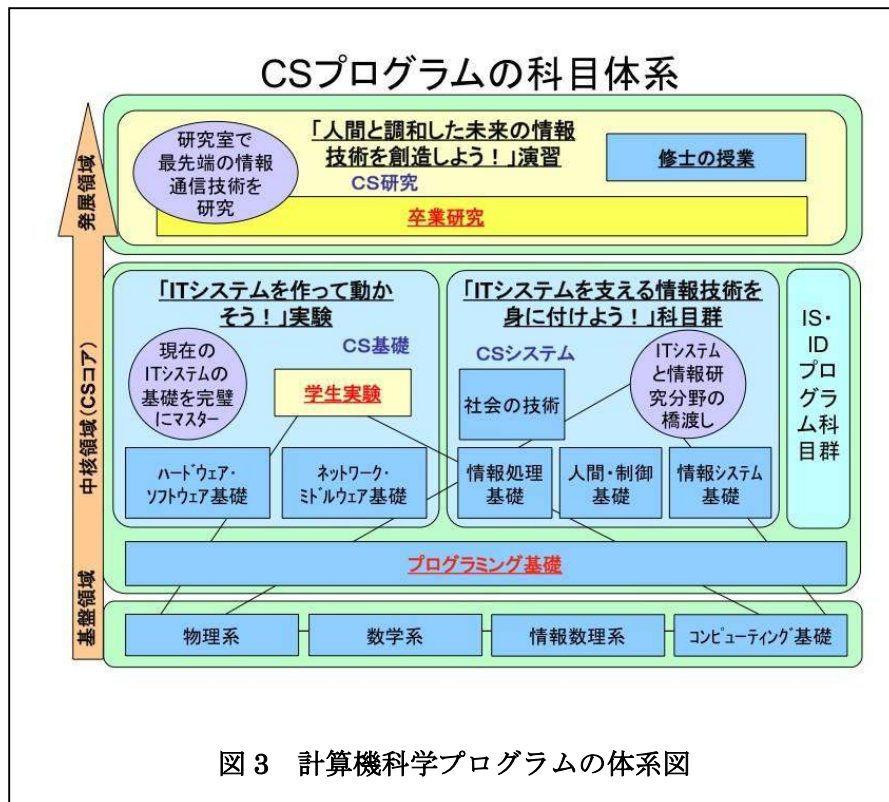 CSプログラムの科目体系
発展領域
「人間と調和した未来の情報
技術を創造しよう！」演習
研究室で
最先端の情報
通信技術を
研究
CS研究
修士の授業
卒業研究
中核領域(CSコア)
「ITシステムを作って動か
そう！」実験
CS基礎
現在の
ITシステムの
基礎を完璧
にマスター
学生実験
ﾊｰﾄﾞｳｪｱ・
ｿﾌﾄｳｪｱ基礎
ﾈｯﾄﾜｰｸ・
ﾐﾄﾞﾙｳｪｱ基礎
「ITシステムを支える情報技術を
身に付けよう！」科目群
CSシステム
社会の技術
ITシステム
と情報研
究分野の
橋渡し
情報処理
基礎
人間・制御
基礎
情報システム
基礎
IS・
ID
プ
ロ
グ
ラ
ム
科
目
群
プログラミング基礎
基盤領域
物理系
数学系
情報数理系
ｺﾝﾋﾟｭｰﾃｨﾝｸﾞ基礎
図3 計算機科学プログラムの体系図